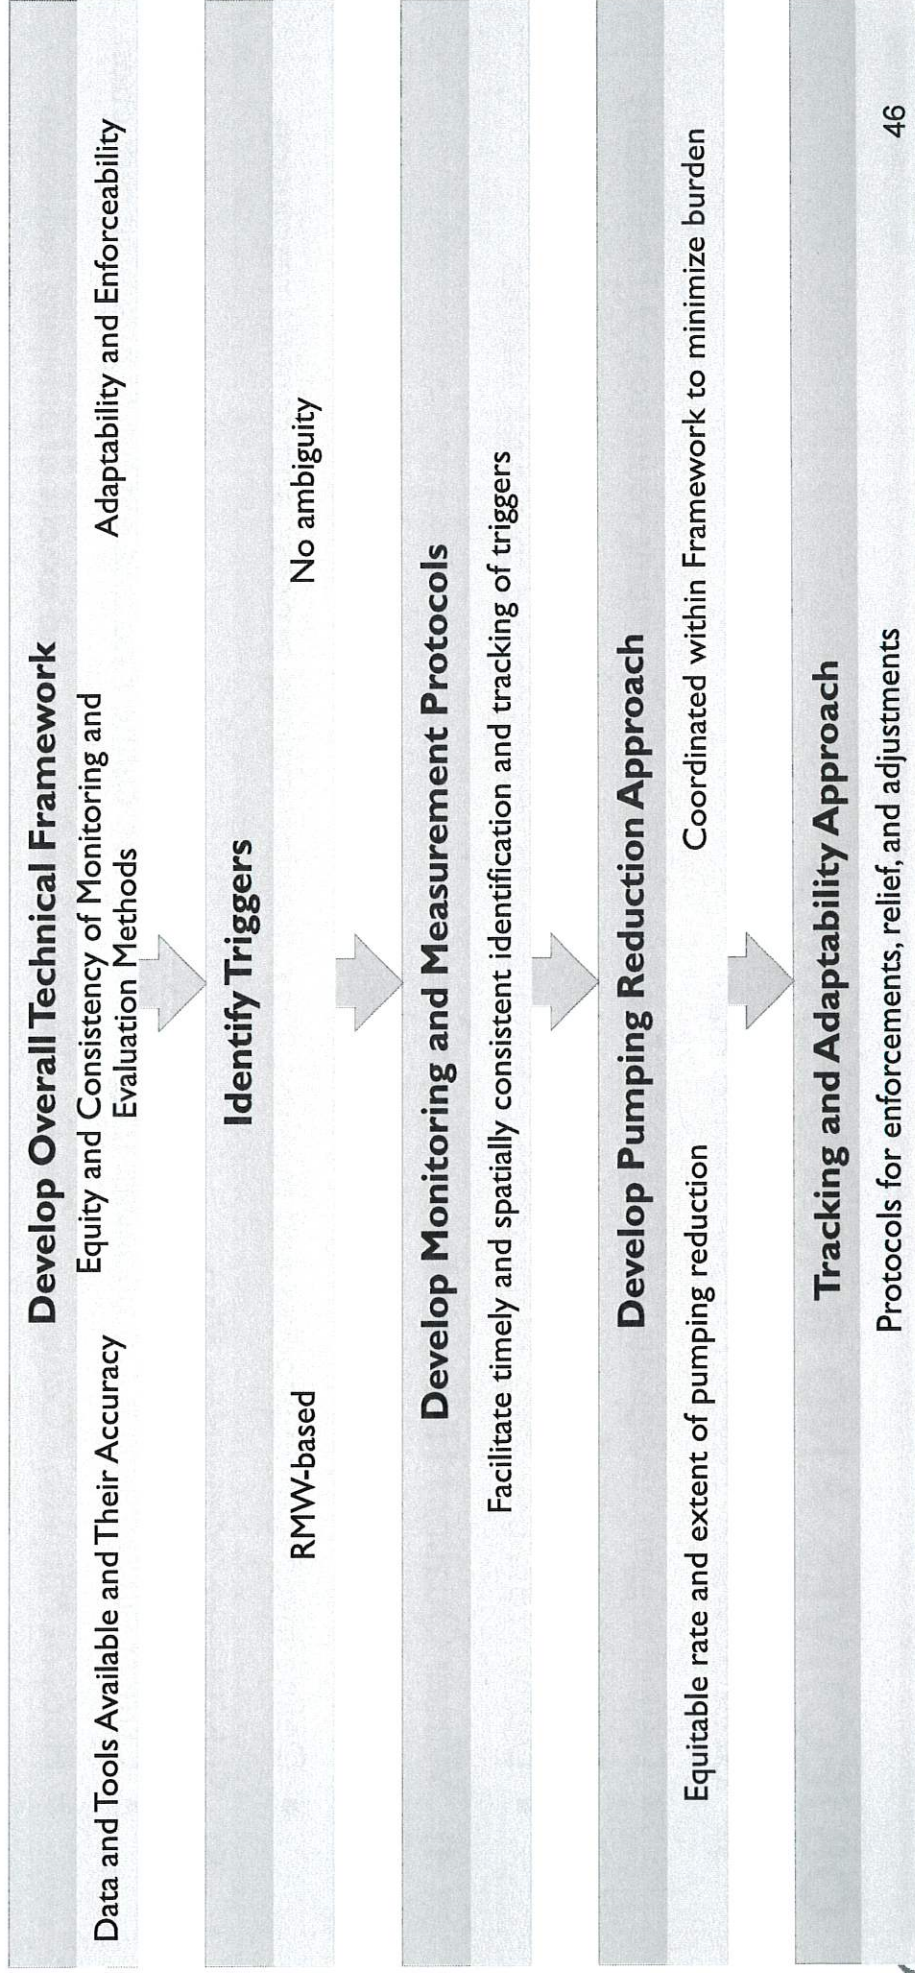 Develop Overall Technical Framework
Data and Tools Available and Their Accuracy
Equity and Consistency of Monitoring and
Evaluation Methods
Adaptability and Enforceability
Identify Triggers
RMW-based
No ambiguity
Develop Monitoring and Measurement Protocols
Facilitate timely and spatially consistent identification and tracking of triggers
Develop Pumping Reduction Approach
Equitable rate and extent of pumping reduction
Coordinated within Framework to minimize burden
Tracking and Adaptability Approach
Protocols for enforcements, relief, and adjustments
46